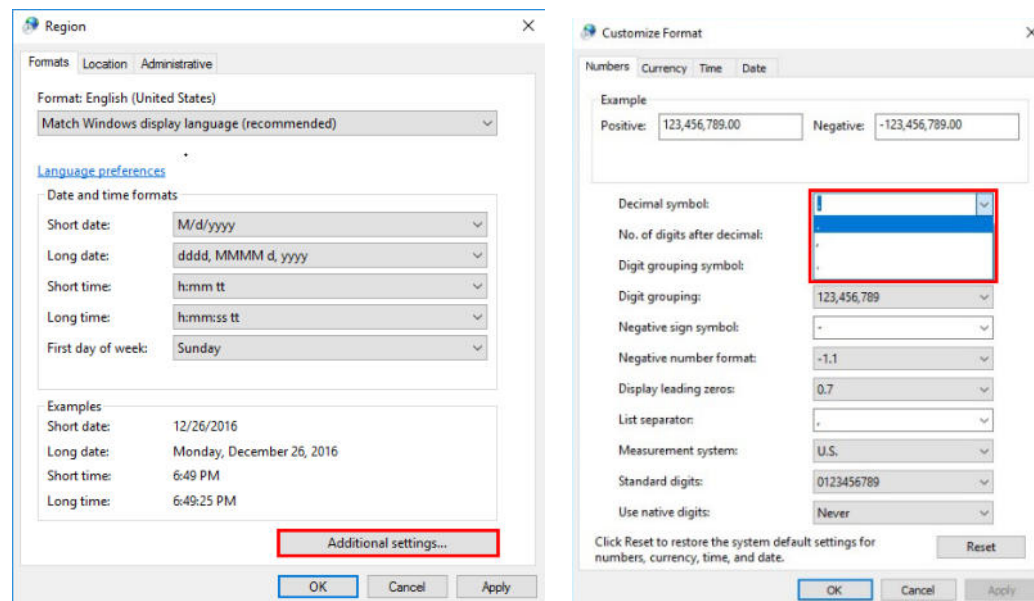 Region
Formats Location Administrative
Format: English (United States)
Match Windows display language (recommended)
Language preferences
Date and time formats
Short date: M/d/yyyy
Long date: dddd, MMMM d, yyyy
Short time: h:mm tt
Long time: h:mm:ss tt
First day of week: Sunday
Examples
Short date: 12/26/2016
Long date: Monday, December 26, 2016
Short time: 6:49 PM
Long time: 6:49:25 PM
Additional settings...
OK Cancel Apply
Customize Format
Numbers Currency Time Date
Example
Positive: 123,456,789.00 Negative: -123,456,789.00
Decimal symbol: .
No. of digits after decimal:
Digit grouping symbol:
Digit grouping: 123,456,789
Negative sign symbol: -
Negative number format: -1.1
Display leading zeros: 0.7
List separator: ,
Measurement system: U.S.
Standard digits: 0123456789
Use native digits: Never
Click Reset to restore the system default settings for
numbers, currency, time, and date.
Reset
OK Cancel Apply